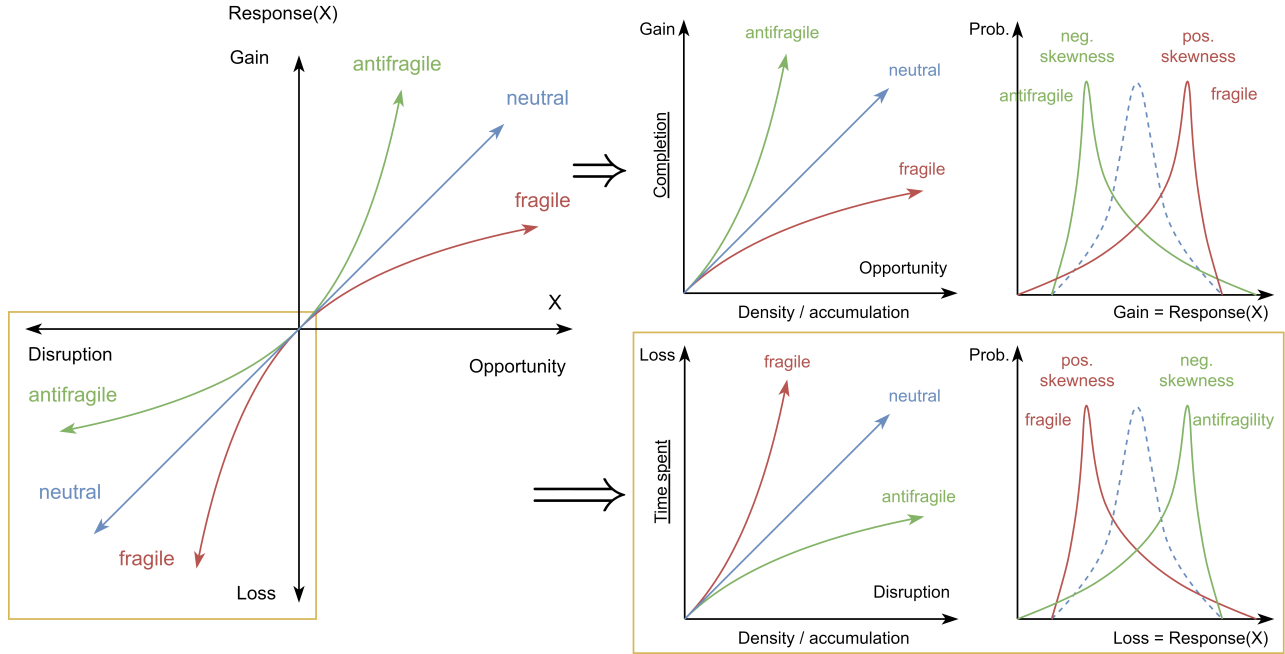 Response(X)
Gain
antifragile
neutral
fragile
X
Disruption
Opportunity
antifragile
neutral
fragile
Loss
Gain
antifragile
neutral
fragile
Completion
Opportunity
Density / accumulation
Prob.
neg.
skewness
pos.
skewness
antifragile
fragile
Gain = Response(X)
Loss
fragile
neutral
antifragile
Time spent
Disruption
Density / accumulation
Prob.
pos.
skewness
neg.
skewness
fragile
antifragility
Loss = Response(X)